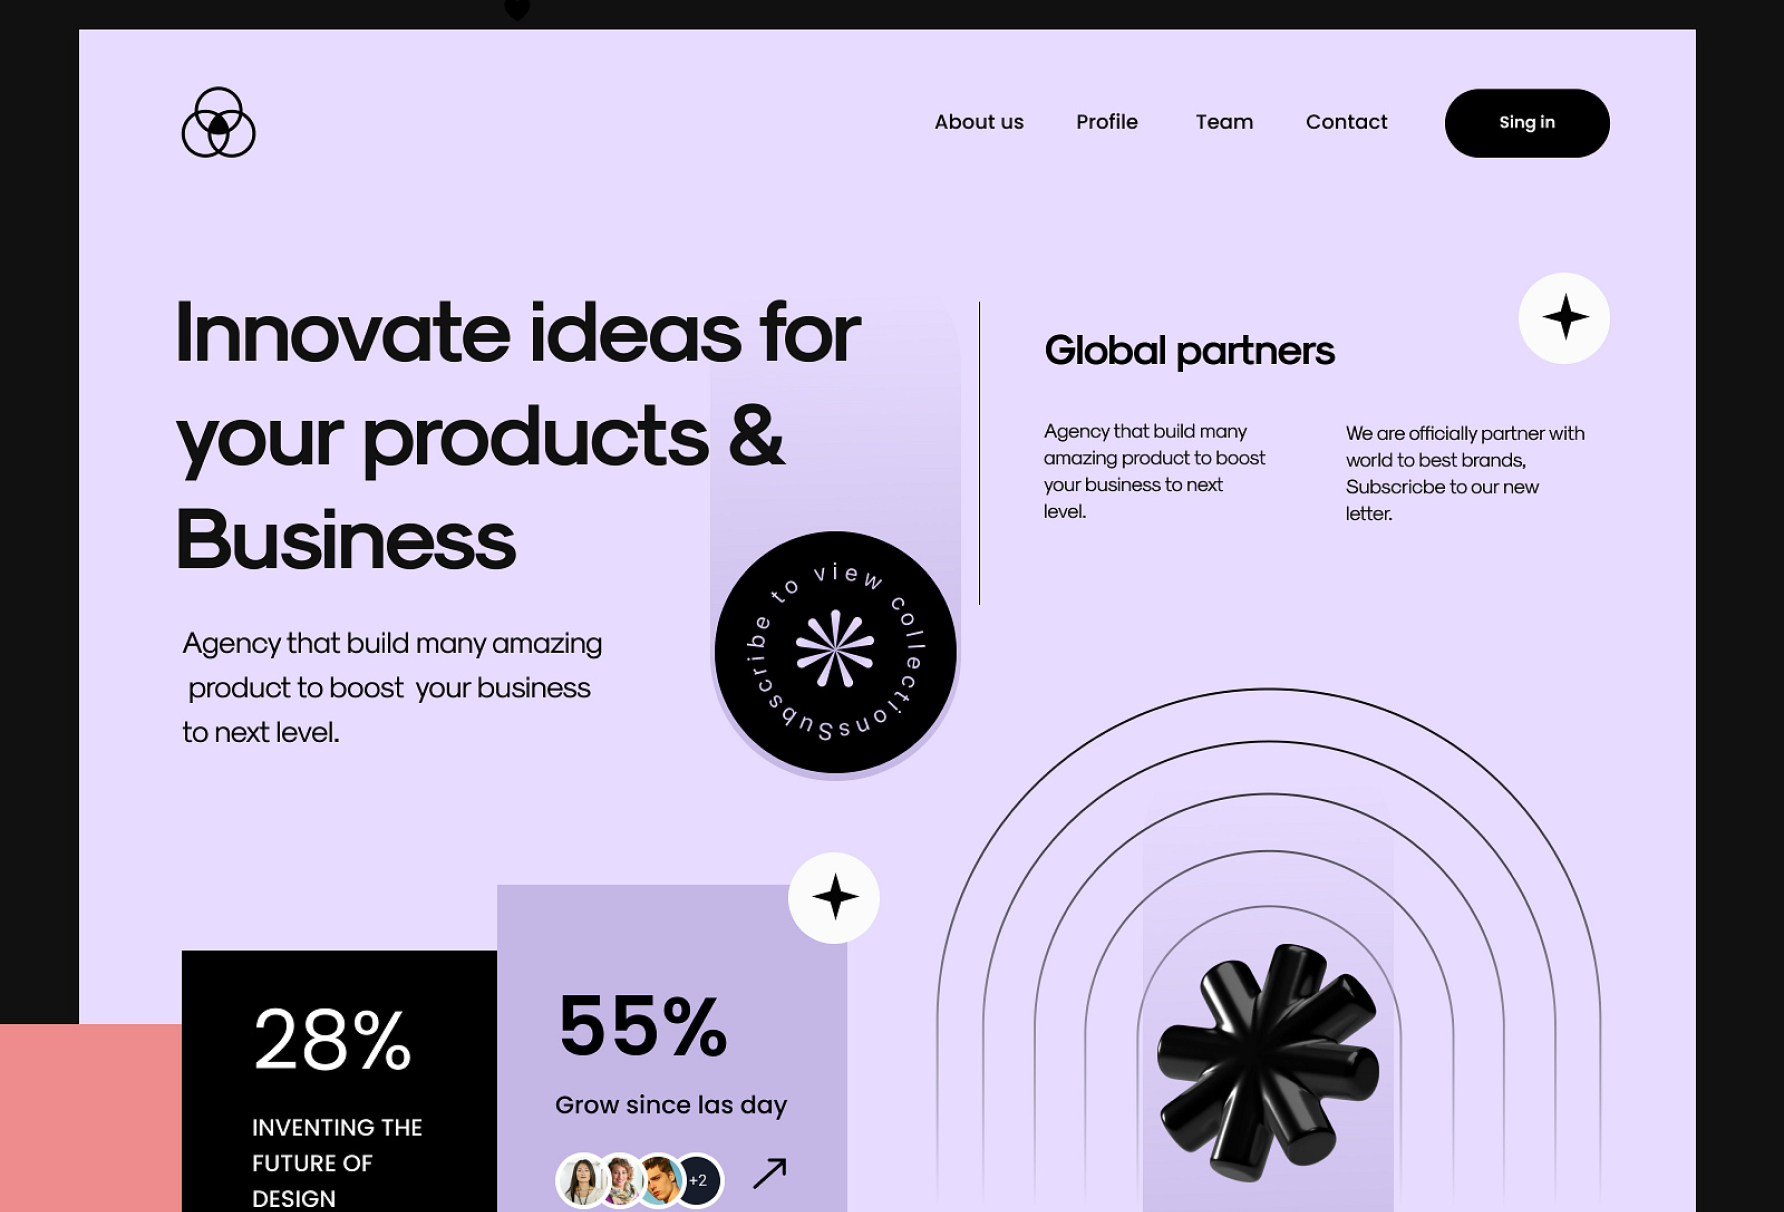 About us
Profile
Team
Contact
Sing in
Innovate ideas for
your products &
Business
Agency that build many amazing
product to boost your business
to next level.
Subscribe to view collections
Global partners
Agency that build many
amazing product to boost
your business to next
level.
We are officially partner with
world to best brands,
Subscricbe to our new
letter.
28%
INVENTING THE
FUTURE OF
DESIGN
55%
Grow since las day
+2